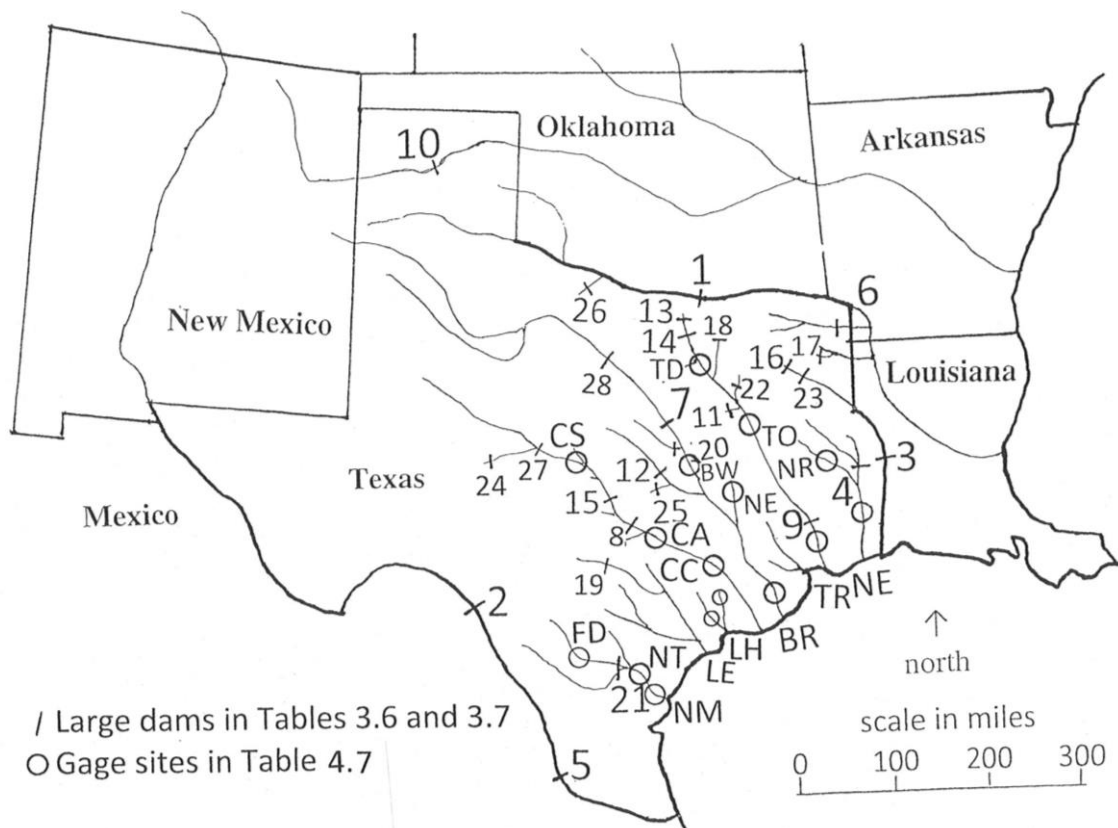 Oklahoma
Arkansas
10
New Mexico
1
6
26
13
18
14
17
16
TD
Louisiana
28
22
23
7
11
CS
TO
20
3
BW
NR
Texas
27
12
24
NE
4
Mexico
15
25
9
8
CA
CC
19
TR
NE
2
BR
FD
LH
north
NT
LE
21
NM
scale in miles
/ Large dams in Tables 3.6 and 3.7
O Gage sites in Table 4.7
5
0 100 200 300